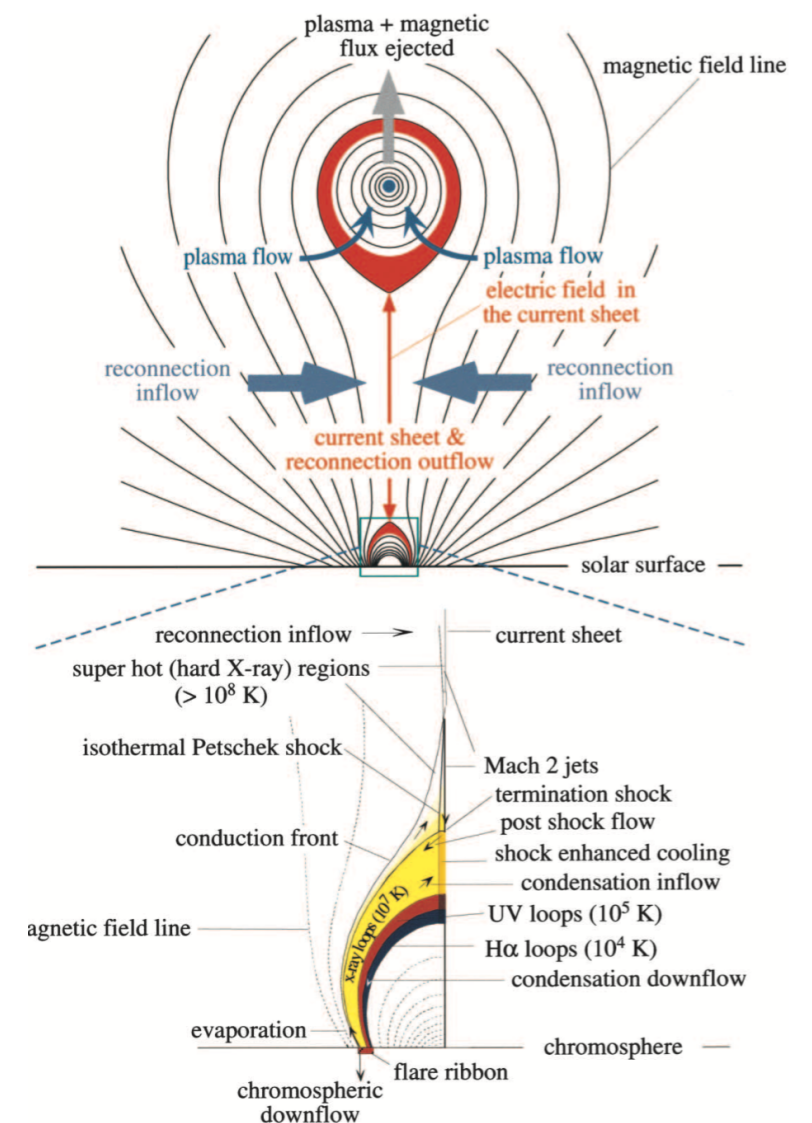 plasma + magnetic
flux ejected
magnetic field line
plasma flow
plasma flow
electric field in
the current sheet
reconnection
inflow
reconnection
inflow
current sheet &
reconnection outflow
solar surface
reconnection inflow
current sheet
super hot (hard X-ray) regions
(> 10⁸ K)
isothermal Petschek shock
Mach 2 jets
termination shock
post shock flow
conduction front
shock enhanced cooling
condensation inflow
x-ray loops (10⁷ K)
UV loops (10⁵ K)
agnetic field line
Hα loops (10⁴ K)
condensation downflow
evaporation
chromosphere
flare ribbon
chromospheric
downflow